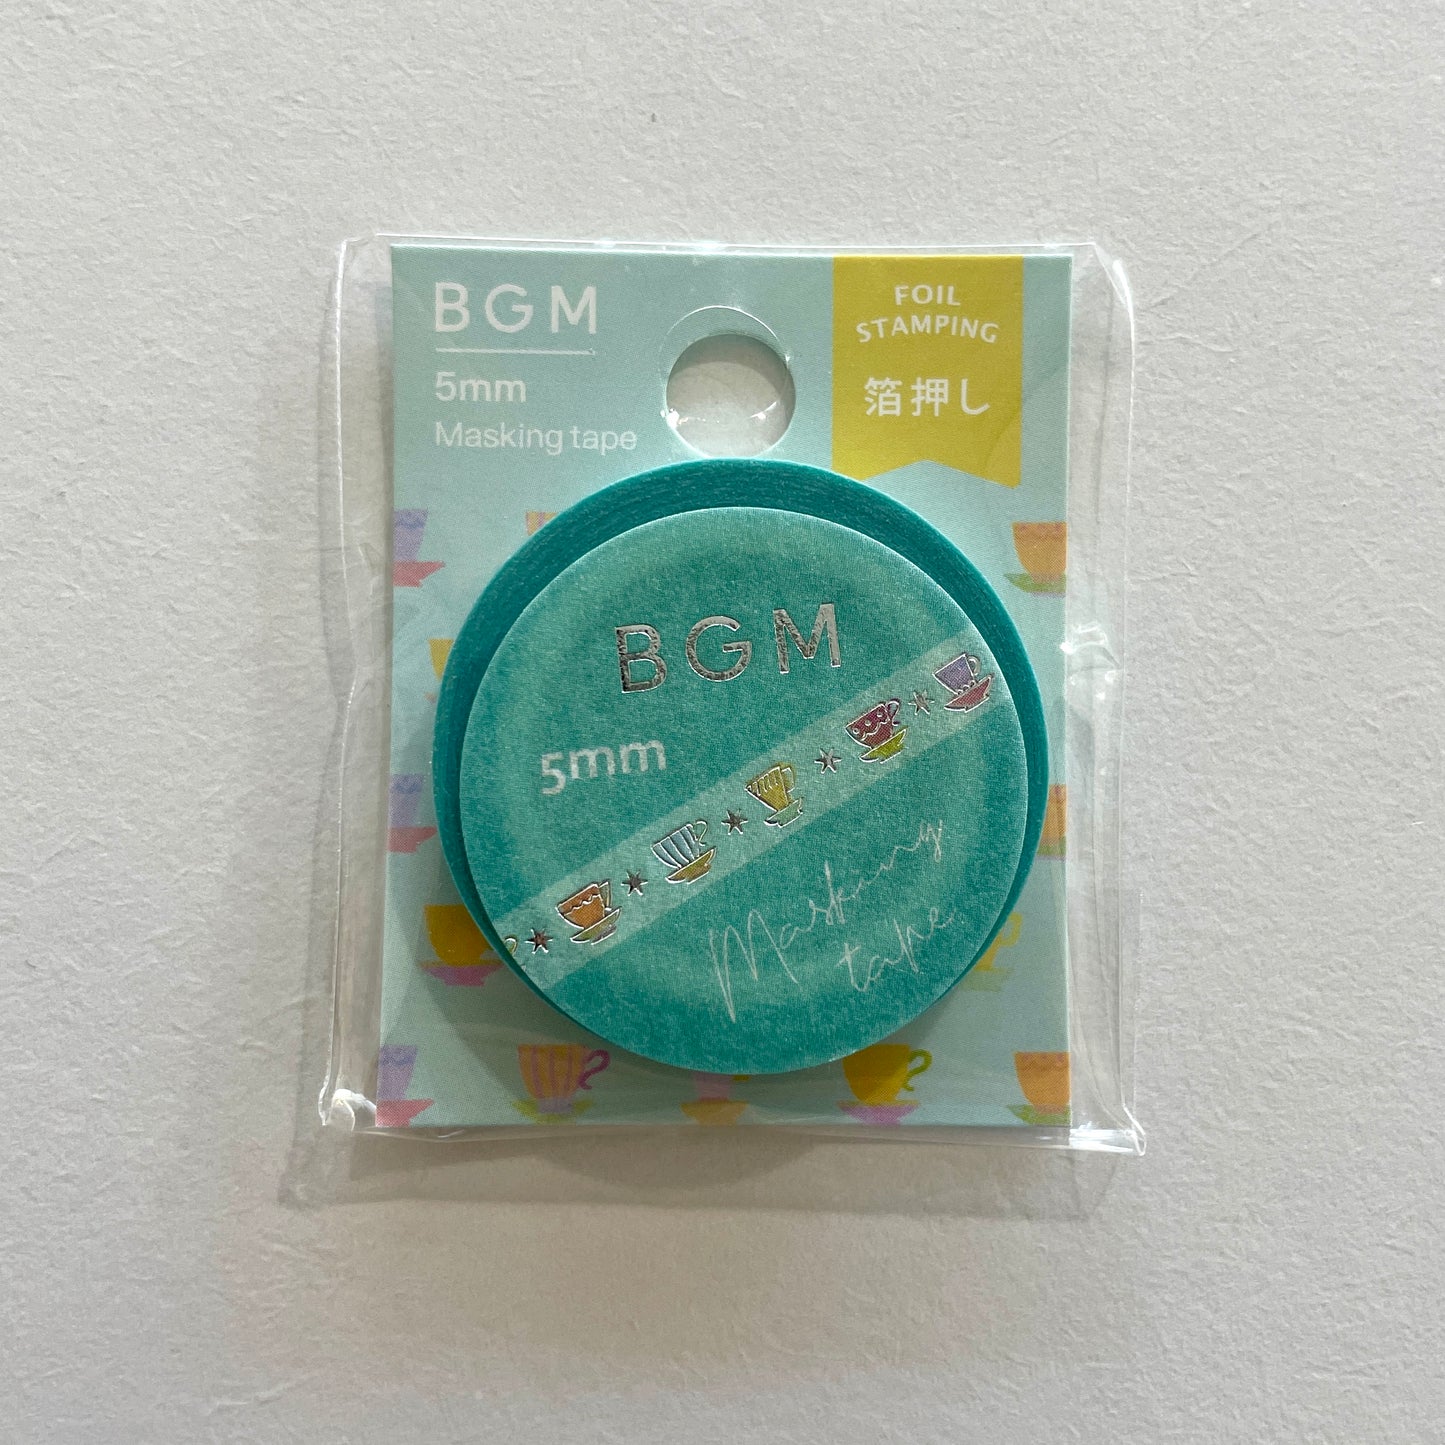 BGM
5mm
Masking tape
FOIL
STAMPING
箔押し
BGM
5mm
Masking
tape